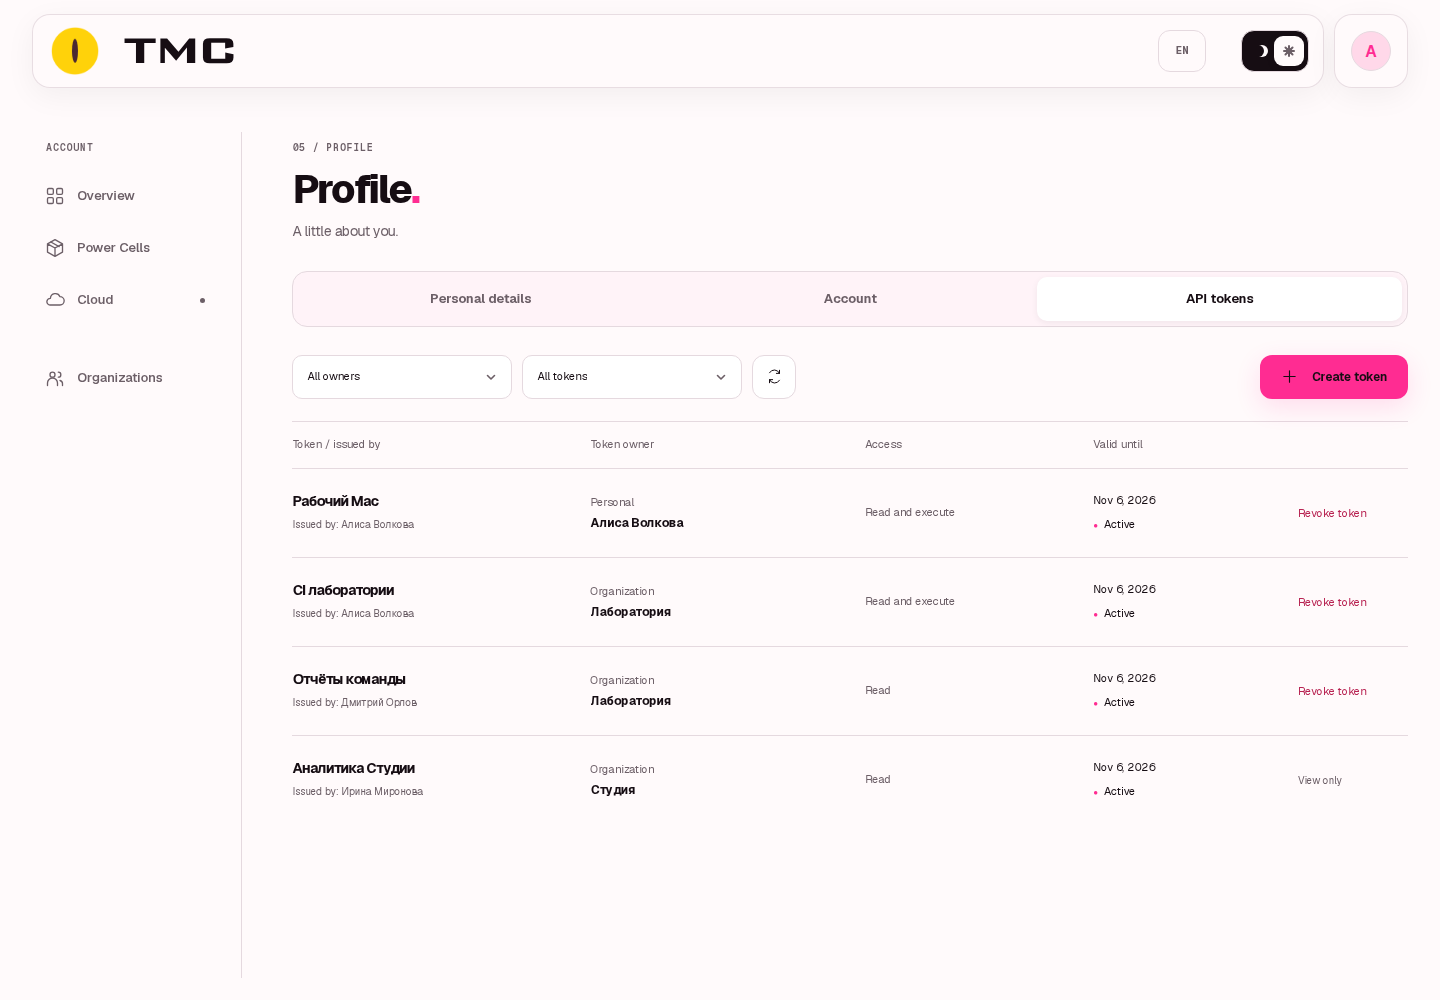 TMC
EN
A
ACCOUNT
Overview
Power Cells
Cloud
Organizations
05 / PROFILE
Profile.
A little about you.
Personal details
Account
API tokens
All owners
All tokens
Create token
Token / issued by
Token owner
Access
Valid until
Рабочий Mac
Issued by: Алиса Волкова
Personal
Алиса Волкова
Read and execute
Nov 6, 2026
Active
Revoke token
CI лаборатории
Issued by: Алиса Волкова
Organization
Лаборатория
Read and execute
Nov 6, 2026
Active
Revoke token
Отчёты команды
Issued by: Дмитрий Орлов
Organization
Лаборатория
Read
Nov 6, 2026
Active
Revoke token
Аналитика Студии
Issued by: Ирина Миронова
Organization
Студия
Read
Nov 6, 2026
Active
View only